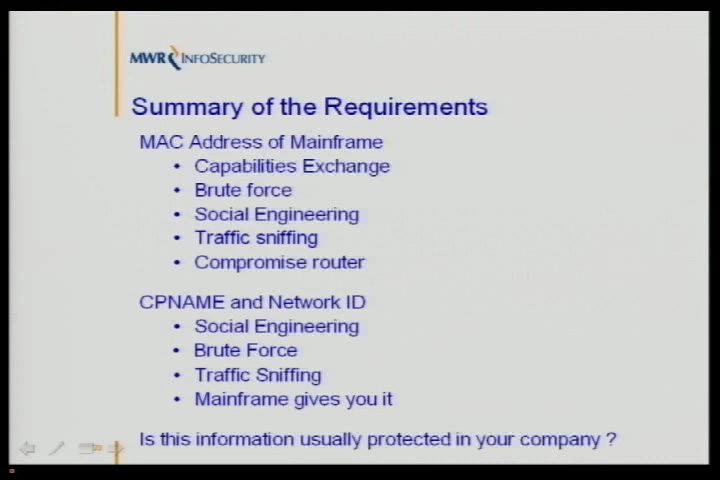 MWR INFOSECURITY
Summary of the Requirements
MAC Address of Mainframe
• Capabilities Exchange
• Brute force
• Social Engineering
• Traffic sniffing
• Compromise router
CPNAME and Network ID
• Social Engineering
• Brute Force
• Traffic Sniffing
• Mainframe gives you it
Is this information usually protected in your company ?